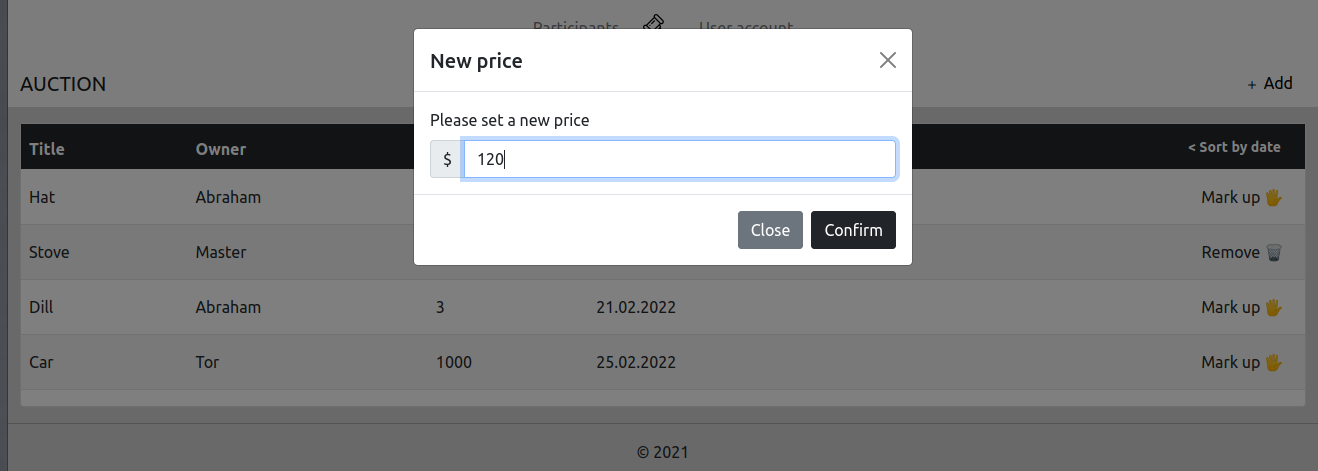 Participants User account
New price
AUCTION
+ Add
Please set a new price
$ 120
Title Owner < Sort by date
Hat Abraham Mark up
Close Confirm
Stove Master Remove
Dill Abraham 3 21.02.2022 Mark up
Car Tor 1000 25.02.2022 Mark up
© 2021